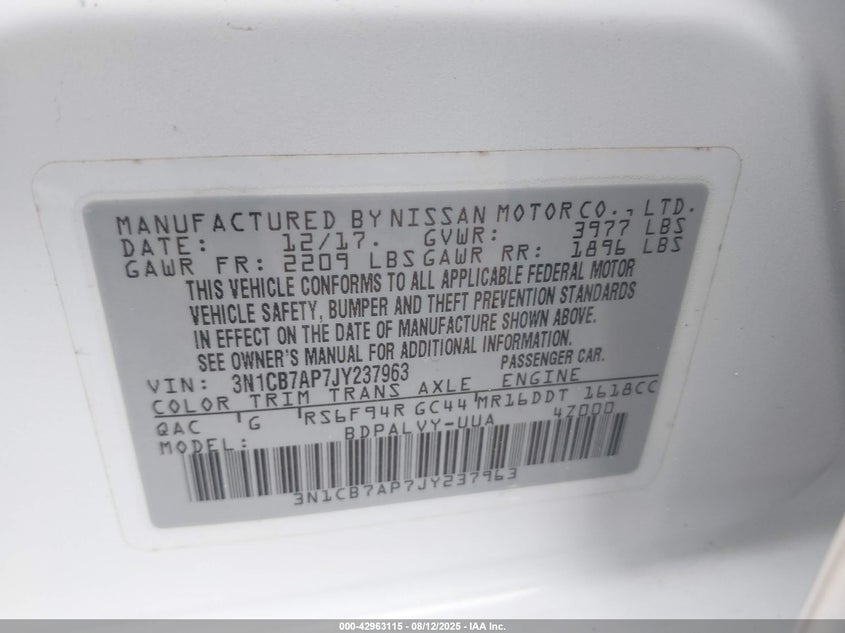 MANUFACTURED BY NISSAN MOTOR CO., LTD.
DATE: 12/17. GVWR: 3977 LBS
GAWR FR: 2209 LBS GAWR RR: 1896 LBS
THIS VEHICLE CONFORMS TO ALL APPLICABLE FEDERAL MOTOR
VEHICLE SAFETY, BUMPER AND THEFT PREVENTION STANDARDS
IN EFFECT ON THE DATE OF MANUFACTURE SHOWN ABOVE.
SEE OWNER'S MANUAL FOR ADDITIONAL INFORMATION.
VIN: 3N1CB7AP7JY237963 PASSENGER CAR.
COLOR TRIM TRANS AXLE ENGINE
QAC G RS6F94R GC44 MR16DDT 1618CC
MODEL: BDPALVY-UUA 47000
3N1CB7AP7JY237963
000-42963115 - 08/12/2025 - IAA Inc.